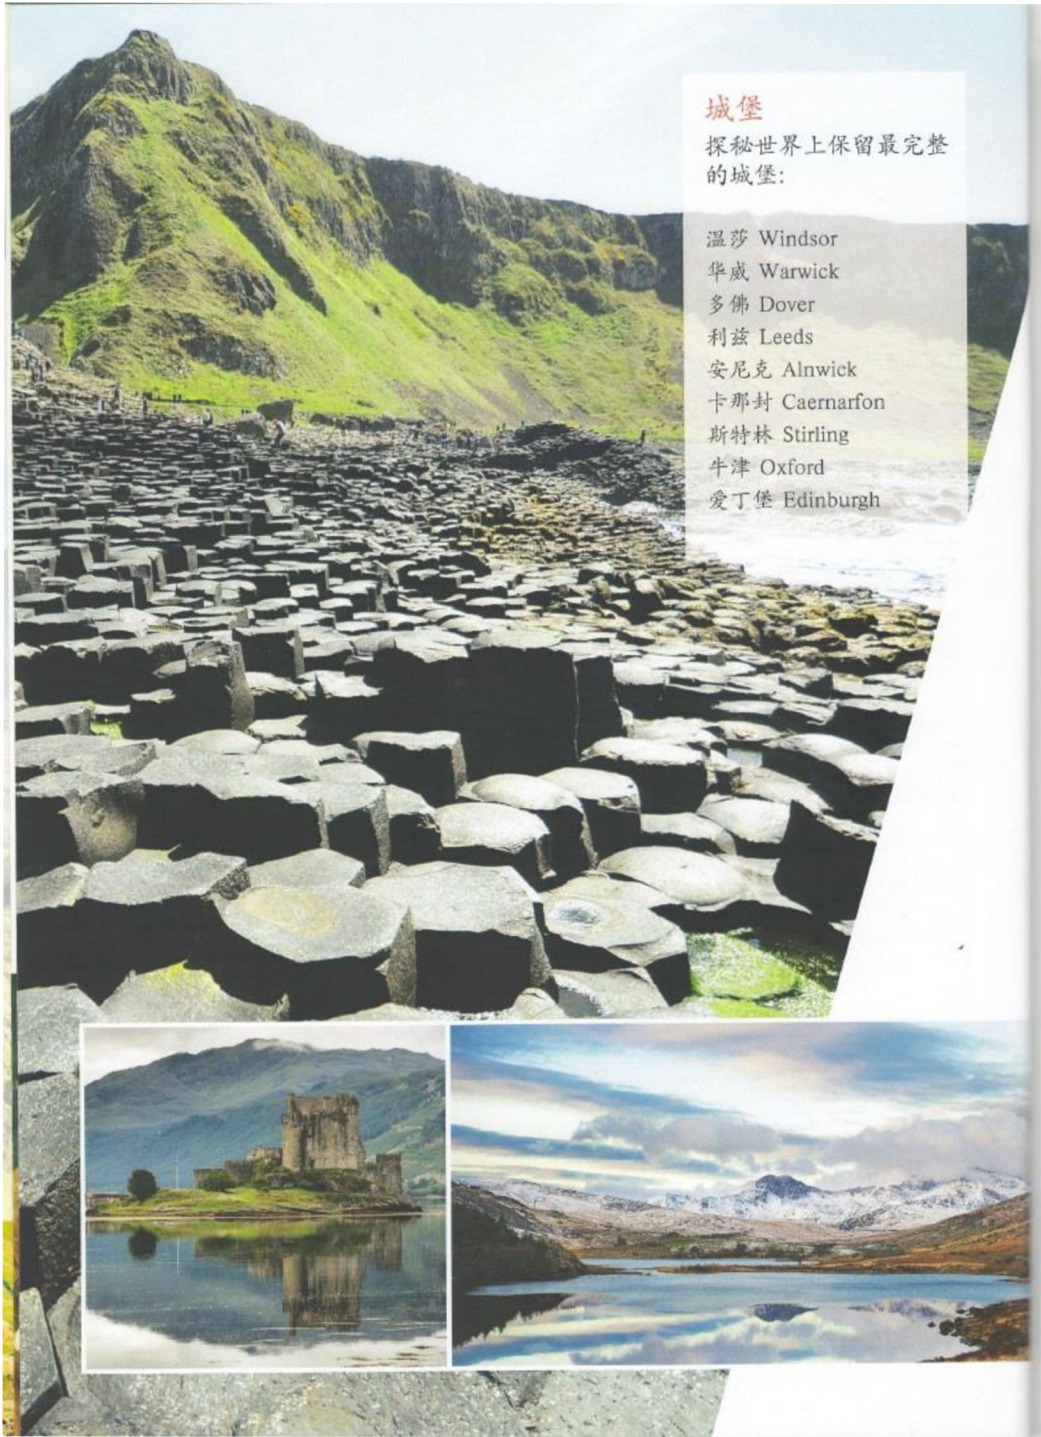 城堡
探秘世界上保留最完整
的城堡:
温莎 Windsor
华威 Warwick
多佛 Dover
利兹 Leeds
安尼克 Alnwick
卡那封 Caernarfon
斯特林 Stirling
牛津 Oxford
爱丁堡 Edinburgh